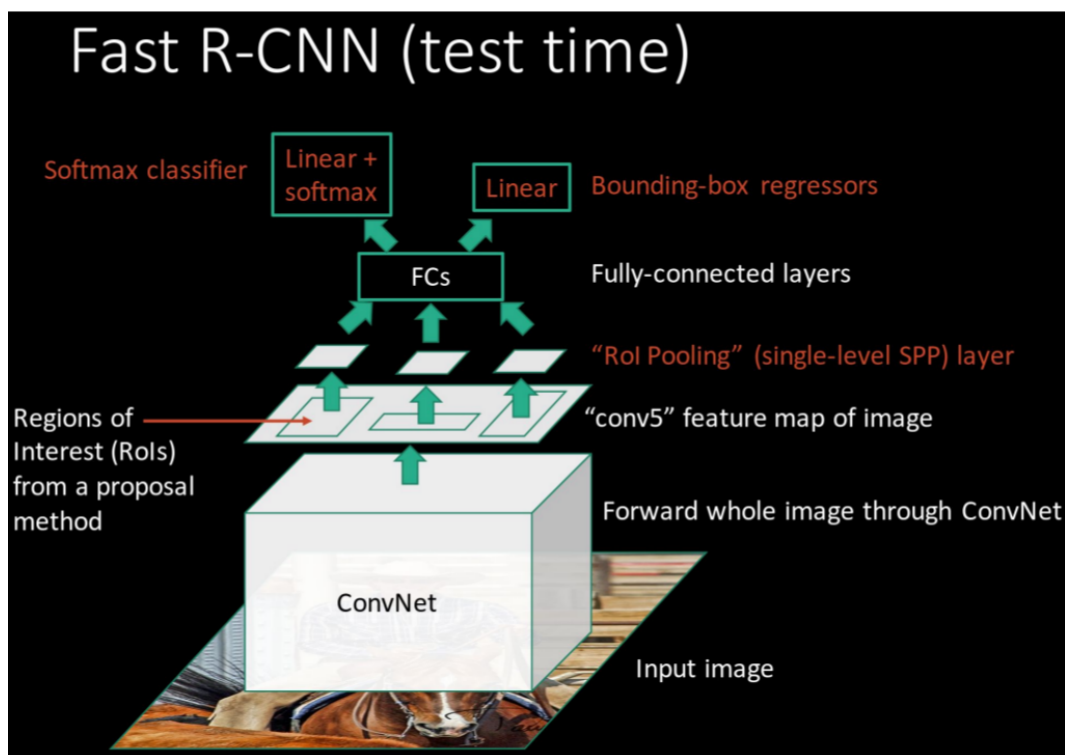 Fast R-CNN (test time)
Softmax classifier
Linear +
softmax
Linear
Bounding-box regressors
FCs
Fully-connected layers
“RoI Pooling” (single-level SPP) layer
Regions of
Interest (RoIs)
from a proposal
method
“conv5” feature map of image
Forward whole image through ConvNet
ConvNet
Input image